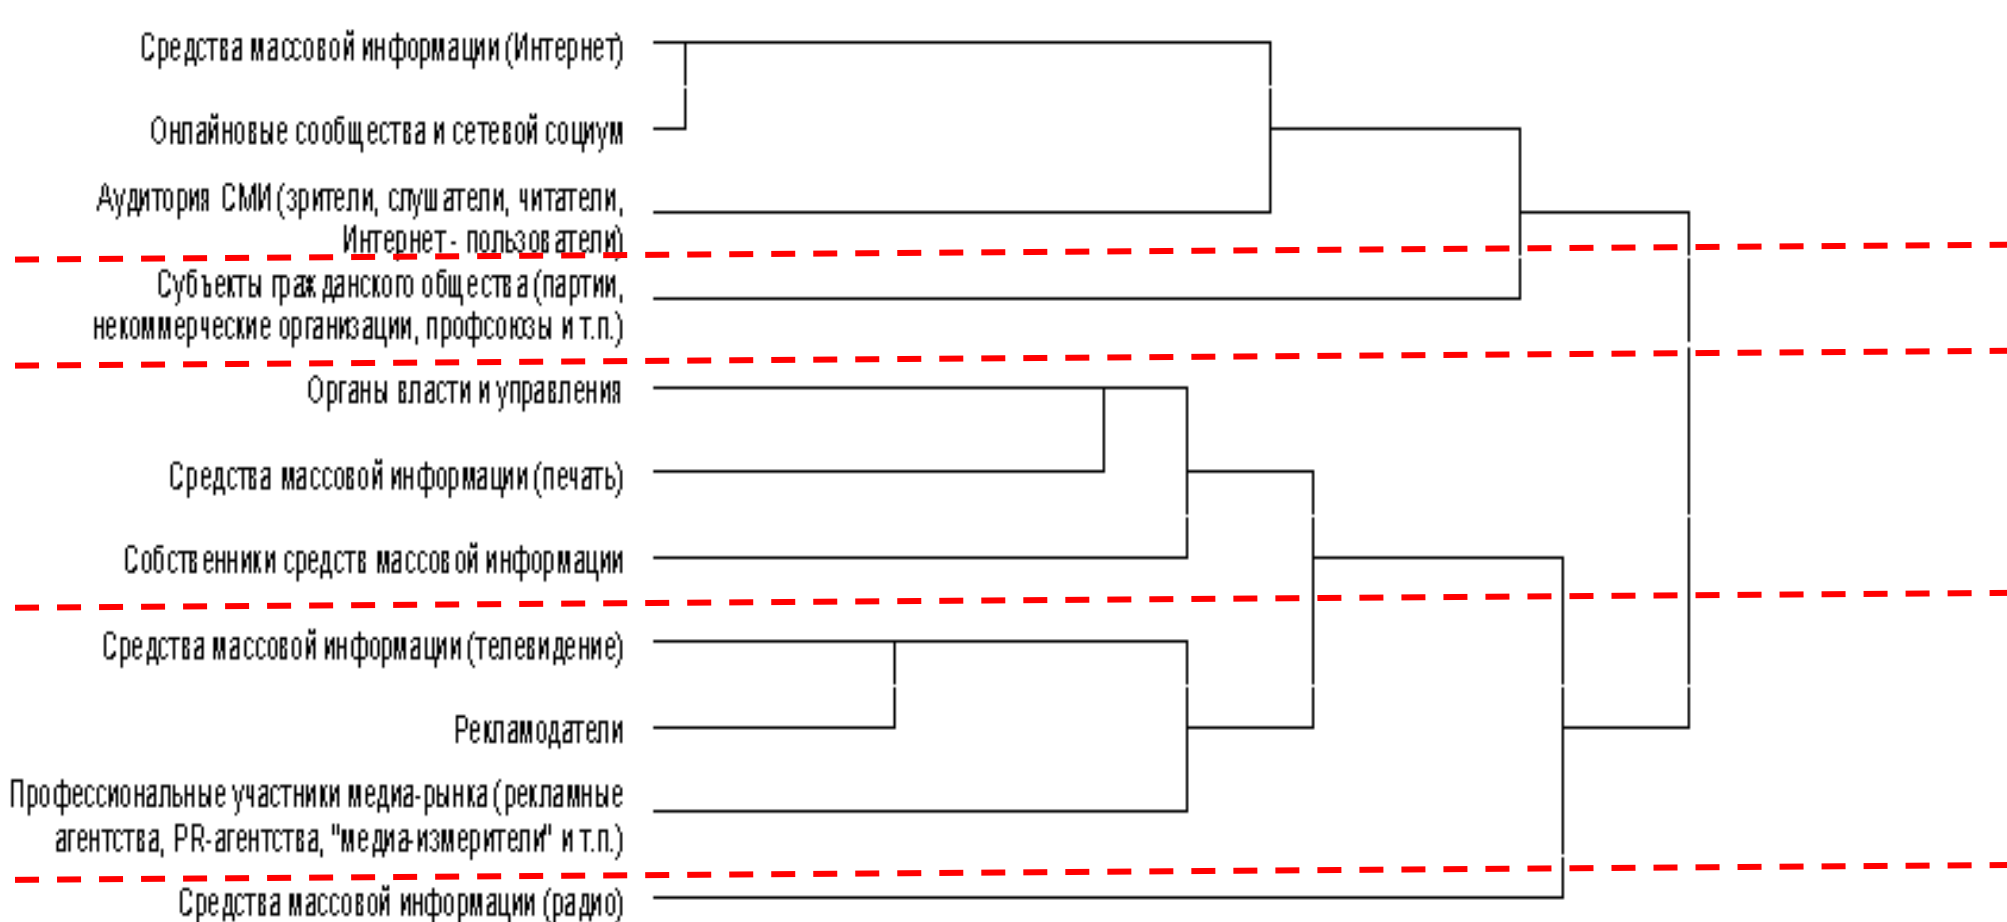 Средства массовой информации (Интернет)
Онлайновые сообщества и сетевой социум
Аудитория СМИ (зрители, слушатели, читатели,
Интернет - пользователи)
Субъекты гражданского общества (партии,
некоммерческие организации, профсоюзы и т.п.)
Органы власти и управления
Средства массовой информации (печать)
Собственники средств массовой информации
Средства массовой информации (телевидение)
Рекламодатели
Профессиональные участники медиа-рынка (рекламные
агентства, PR-агентства, "медиа-измерители" и т.п.)
Средства массовой информации (радио)